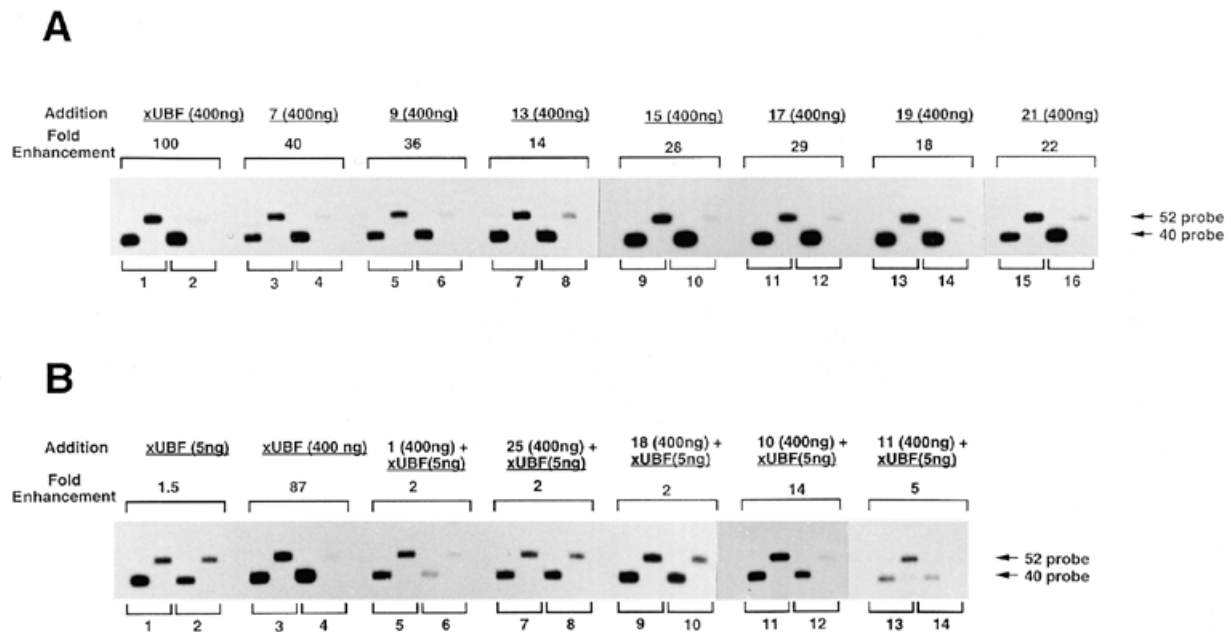 A
Addition xUBF (400ng) 7 (400ng) 9 (400ng) 13 (400ng) 15 (400ng) 17 (400ng) 19 (400ng) 21 (400ng)
Fold
Enhancement 100 40 36 14 28 29 18 22
52 probe
40 probe
1 2 3 4 5 6 7 8 9 10 11 12 13 14 15 16
B
Addition xUBF (5ng) xUBF (400 ng) 1 (400ng) + 25 (400ng) + 18 (400ng) + 10 (400ng) + 11 (400ng) +
xUBF(5ng) xUBF(5ng) xUBF(5ng) xUBF(5ng) xUBF(5ng)
Fold
Enhancement 1.5 87 2 2 2 14 5
52 probe
40 probe
1 2 3 4 5 6 7 8 9 10 11 12 13 14